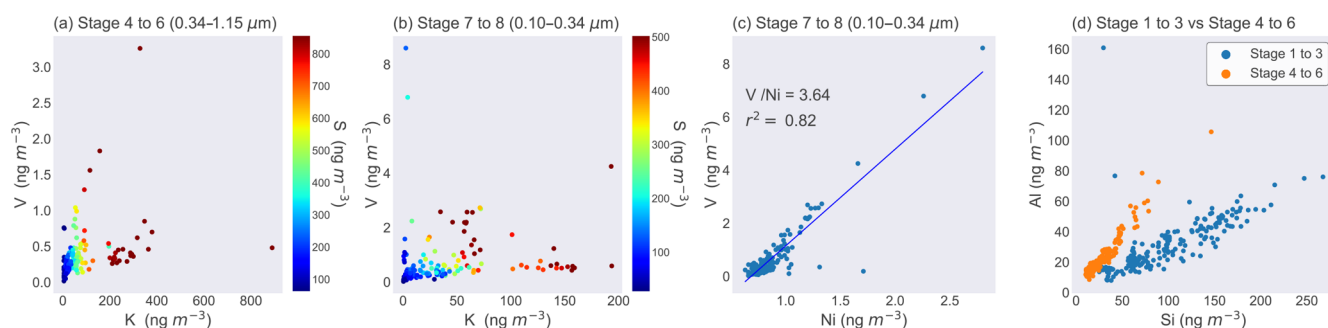 (a) Stage 4 to 6 (0.34–1.15 μm)
3.0
2.5
2.0
1.5
1.0
0.5
0.0
V (ng m⁻³)
0 200 400 600 800
K (ng m⁻³)
800
700
600
500
400
300
200
100
S (ng m⁻³)
(b) Stage 7 to 8 (0.10–0.34 μm)
8
6
4
2
0
V (ng m⁻³)
0 50 100 150 200
K (ng m⁻³)
500
400
300
200
100
S (ng m⁻³)
(c) Stage 7 to 8 (0.10–0.34 μm)
V /Ni = 3.64
r² = 0.82
8
6
4
2
0
V (ng m⁻³)
1.0 1.5 2.0 2.5
Ni (ng m⁻³)
(d) Stage 1 to 3 vs Stage 4 to 6
Stage 1 to 3
Stage 4 to 6
160
140
120
100
80
60
40
20
0
Al (ng m⁻³)
0 50 100 150 200 250
Si (ng m⁻³)